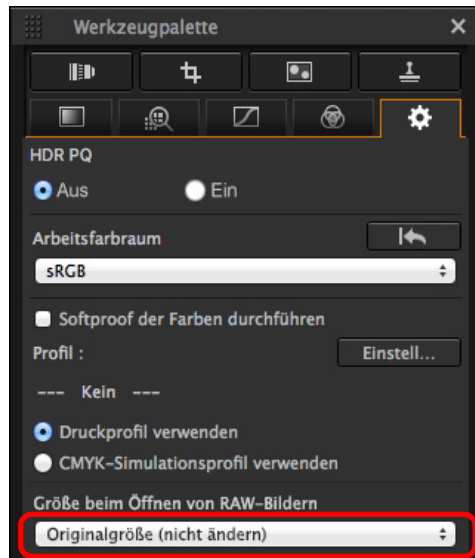 Werkzeugpalette
HDR PQ
Aus Ein
Arbeitsfarbraum
sRGB
Softproof der Farben durchführen
Profil : Einstell...
--- Kein ---
Druckprofil verwenden
CMYK-Simulationsprofil verwenden
Größe beim Öffnen von RAW-Bildern
Originalgröße (nicht ändern)